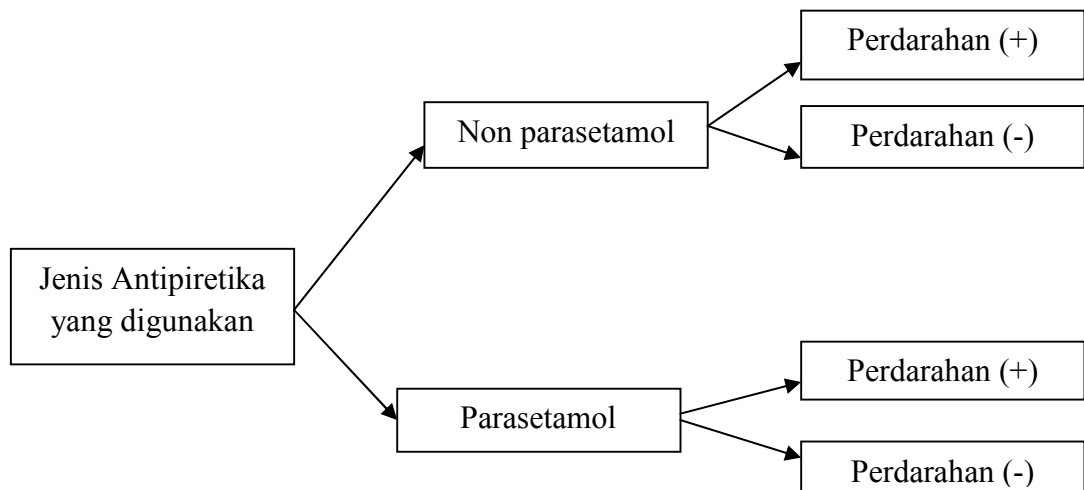 Perdarahan (+)
Non parasetamol
Perdarahan (-)
Jenis Antipiretika
yang digunakan
Perdarahan (+)
Parasetamol
Perdarahan (-)